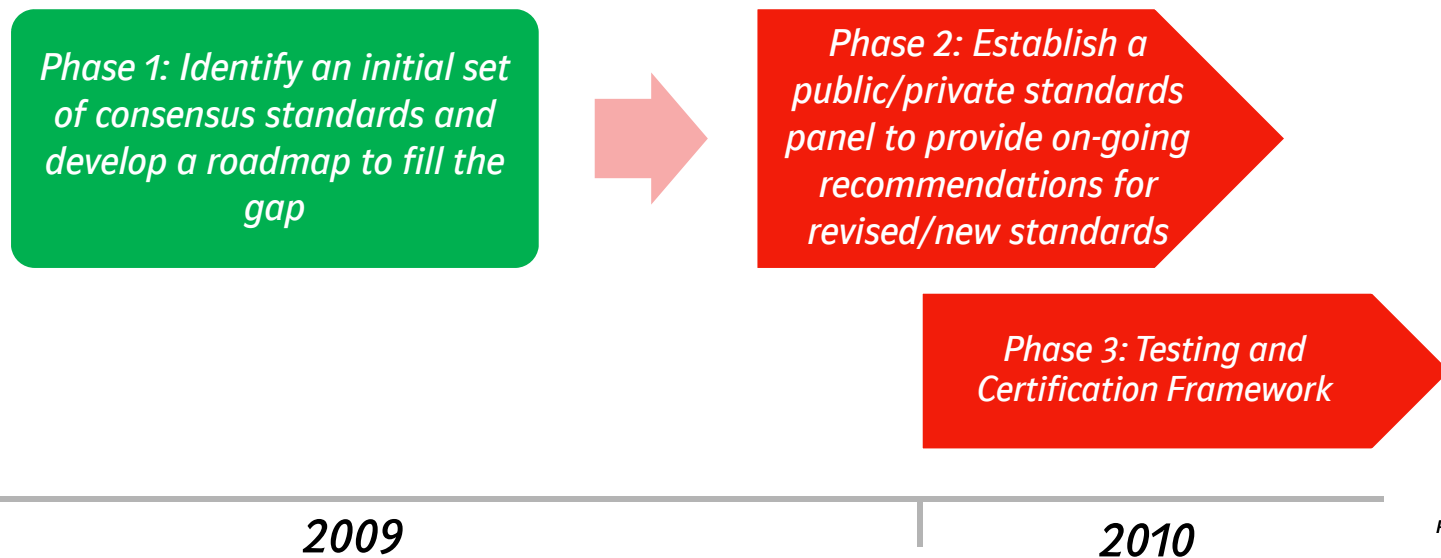 Phase 1: Identify an initial set
of consensus standards and
develop a roadmap to fill the
gap
Phase 2: Establish a
public/private standards
panel to provide on-going
recommendations for
revised/new standards
Phase 3: Testing and
Certification Framework
2009
2010